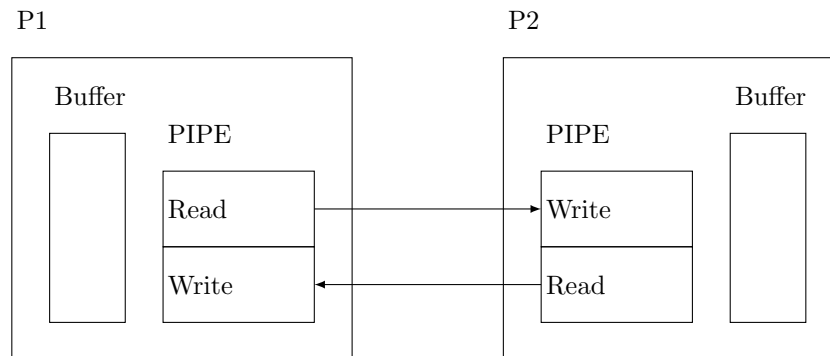 P1
P2
Buffer
Buffer
PIPE
PIPE
Read
Write
Write
Read